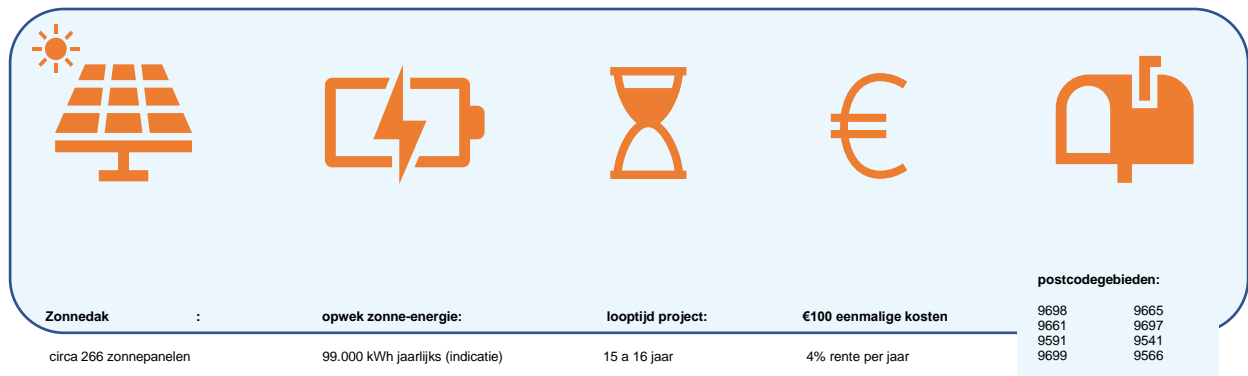 Zonnedak :
circa 266 zonnepanelen
opwek zonne-energie:
99.000 kWh jaarlijks (indicatie)
looptijd project:
15 a 16 jaar
€100 eenmalige kosten
4% rente per jaar
postcodegebieden:
9698 9665
9661 9697
9591 9541
9699 9566